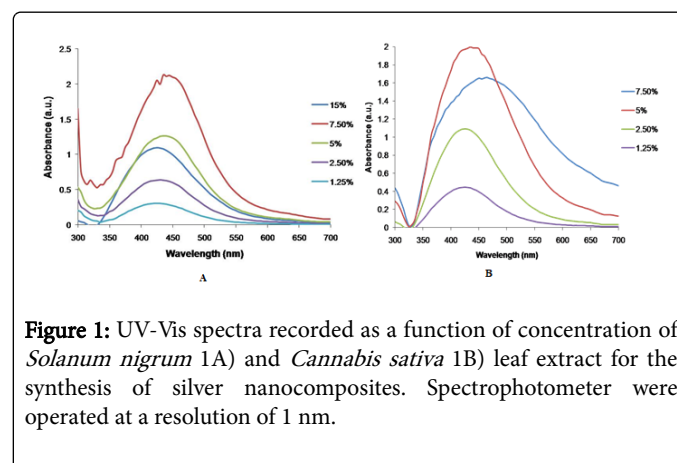 2.5
2
1.5
1
0.5
0
Absorbance (a.u.)
300 350 400 450 500 550 600 650 700
Wavelength (nm)
15%
7.50%
5%
2.50%
1.25%
A
2
1.8
1.6
1.4
1.2
1
0.8
0.6
0.4
0.2
0
Absorbance (a.u.)
300 350 400 450 500 550 600 650 700
Wavelength (nm)
7.50%
5%
2.50%
1.25%
B
Figure 1: UV-Vis spectra recorded as a function of concentration of
Solanum nigrum 1A) and Cannabis sativa 1B) leaf extract for the
synthesis of silver nanocomposites. Spectrophotometer were
operated at a resolution of 1 nm.